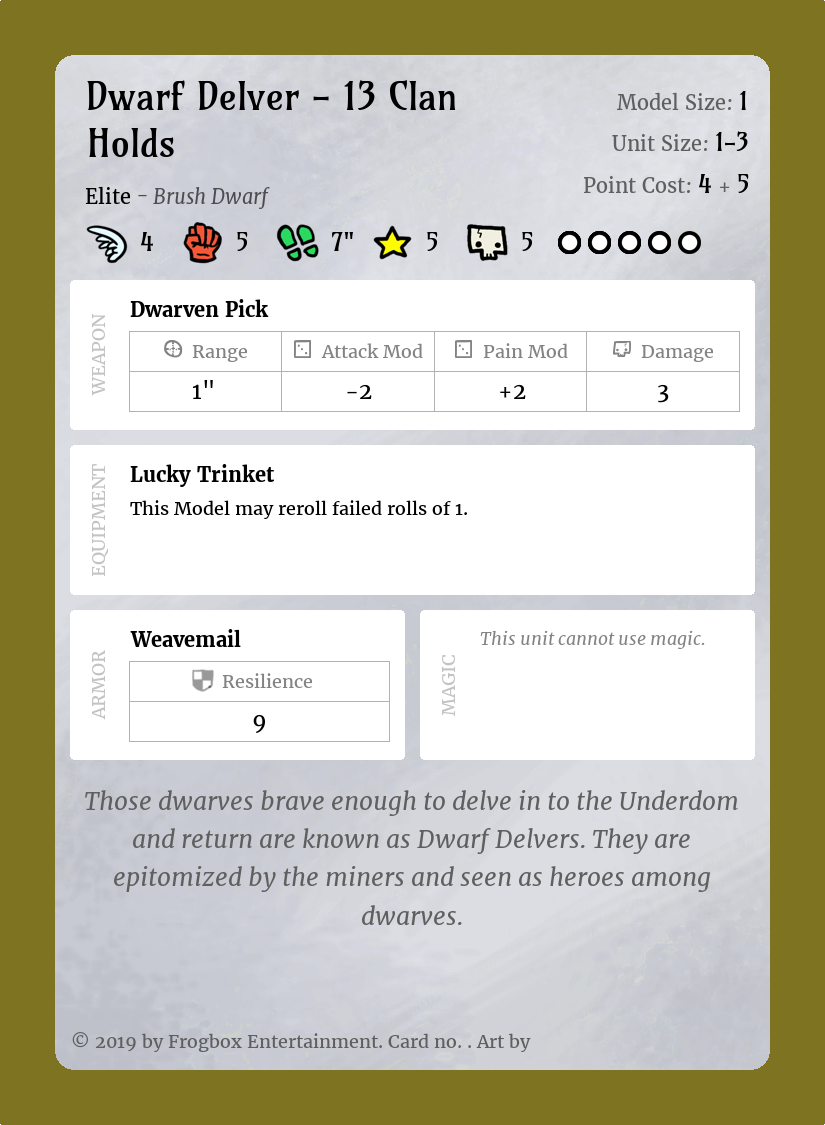 Dwarf Delver – 13 Clan
Holds
Model Size: 1
Unit Size: 1-3
Point Cost: 4 + 5
Elite - Brush Dwarf
4 5 7" 5 5
WEAPON
Dwarven Pick
Range Attack Mod Pain Mod Damage
1" -2 +2 3
EQUIPMENT
Lucky Trinket
This Model may reroll failed rolls of 1.
ARMOR
Weavemail
Resilience
9
MAGIC
This unit cannot use magic.
Those dwarves brave enough to delve in to the Underdom
and return are known as Dwarf Delvers. They are
epitomized by the miners and seen as heroes among
dwarves.
© 2019 by Frogbox Entertainment. Card no. . Art by